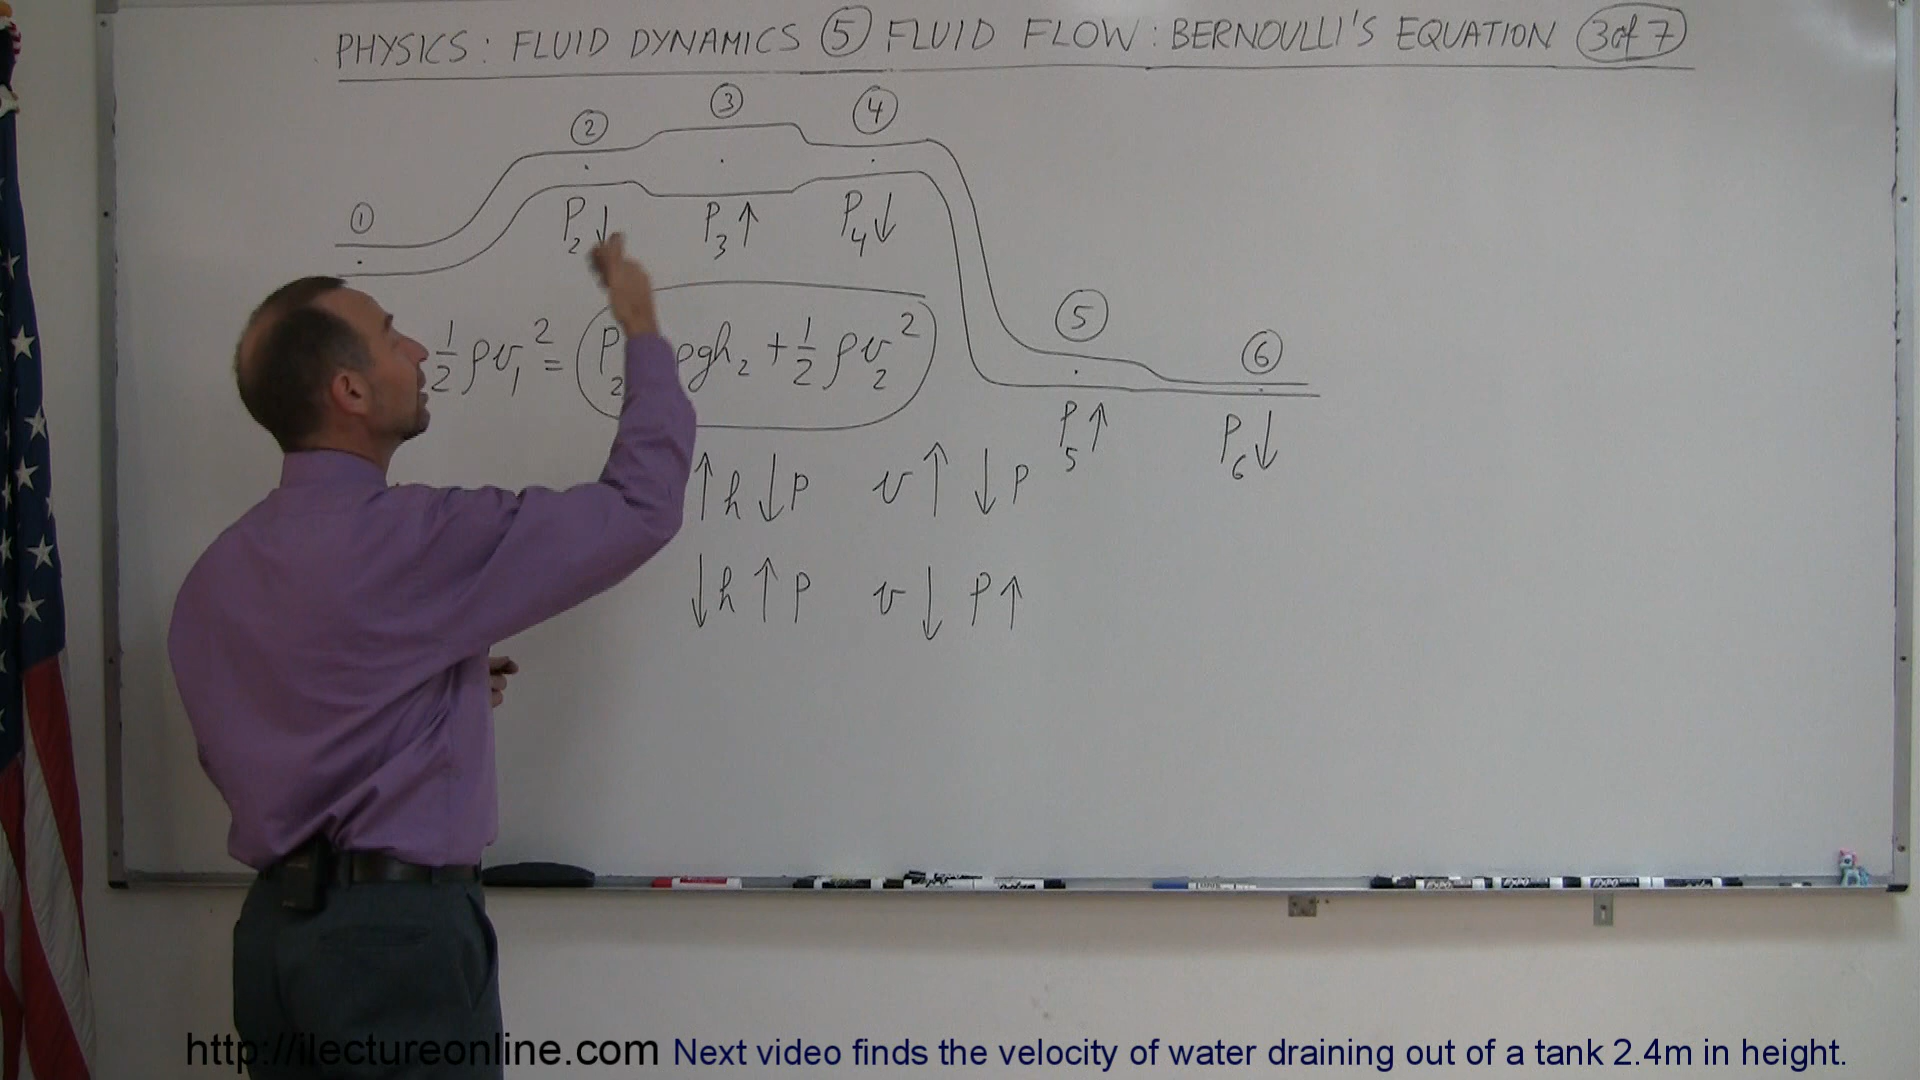 PHYSICS: FLUID DYNAMICS ⑤ FLUID FLOW: BERNOULLI'S EQUATION 3 of 7
① ② ③ ④
P₂↓ P₃↑ P₄↓
⑤ ⑥
½ρv₁² = P₂ ρgh₂ + ½ρv₂²
P₅↑ P₆↓
↑h ↓P v↑ ↓P
↓h ↑P v↓ P↑
http://ilectureonline.com Next video finds the velocity of water draining out of a tank 2.4m in height.